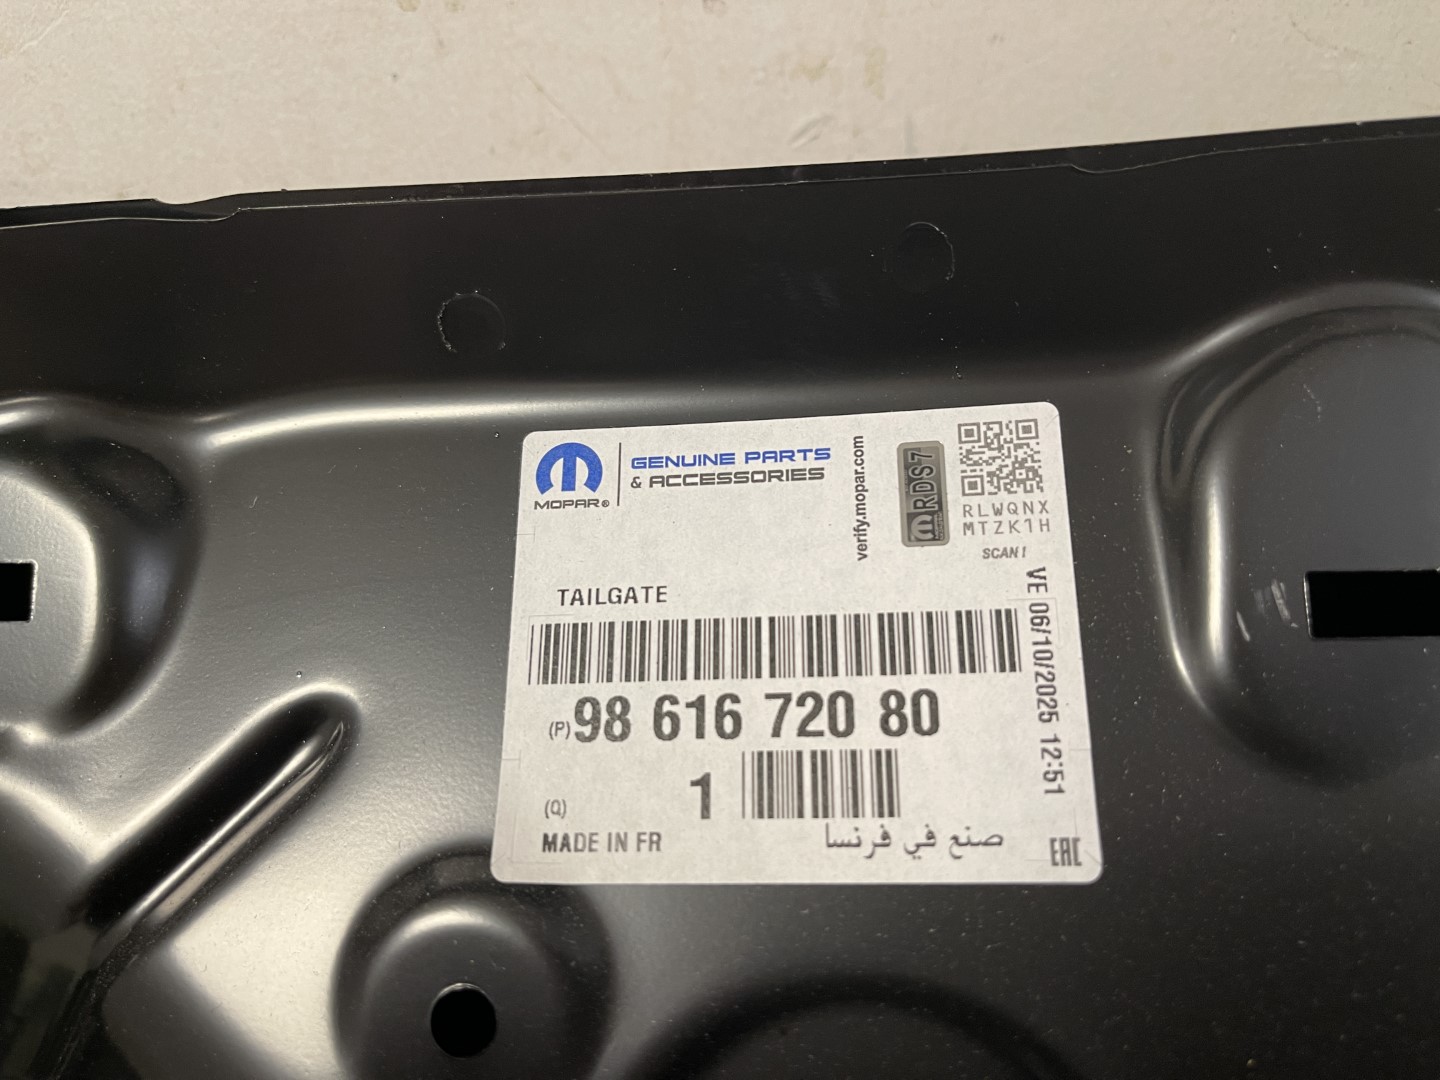 MOPAR®
GENUINE PARTS
& ACCESSORIES
verify.mopar.com
RDS7
RLWQNX
MTZK1H
SCAN!
VE 06/10/2025 12:51
TAILGATE
(P) 98 616 720 80
(Q) 1
MADE IN FR
صنع في فرنسا
EAC